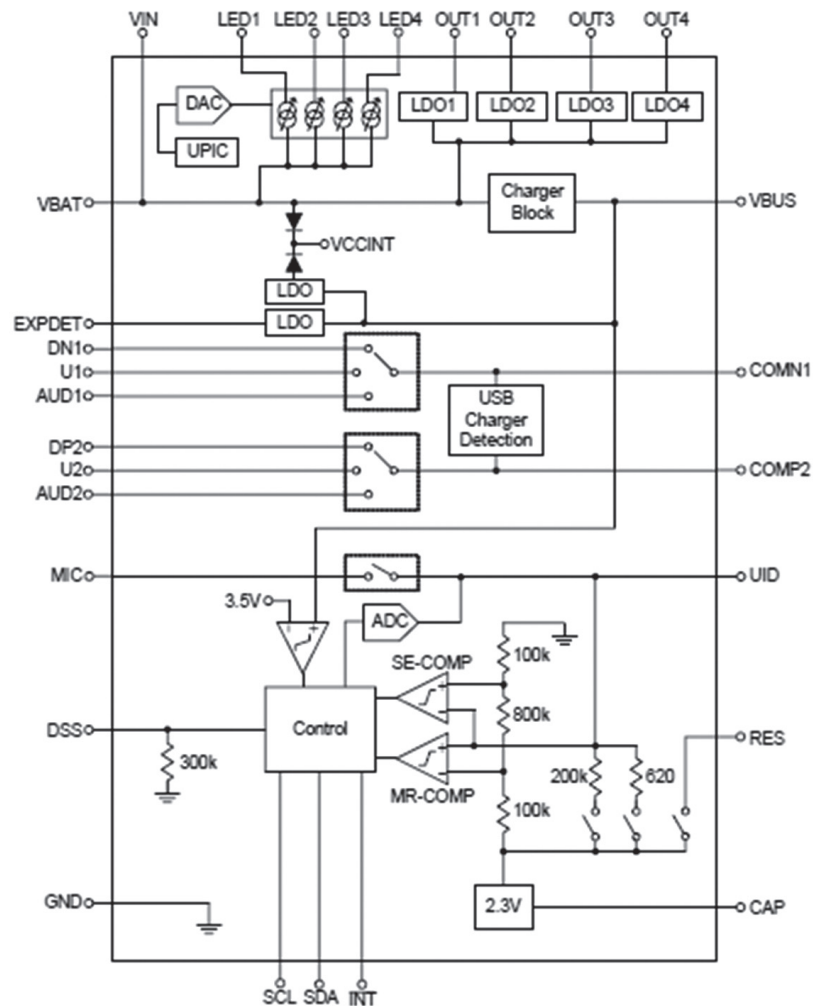 VIN LED1 LED2 LED3 LED4 OUT1 OUT2 OUT3 OUT4
DAC
LDO1 LDO2 LDO3 LDO4
UPIC
VBAT
Charger
Block
VBUS
VCCINT
LDO
EXPDET
LDO
DN1
U1
COMN1
AUD1
USB
Charger
Detection
DP2
U2
COMP2
AUD2
MIC
UID
3.5V
- +
ADC
100k
SE-COMP
+
-
800k
Control
DSS
RES
300k
+
-
200k
620
MR-COMP
100k
GND
2.3V
CAP
SCL SDA INT